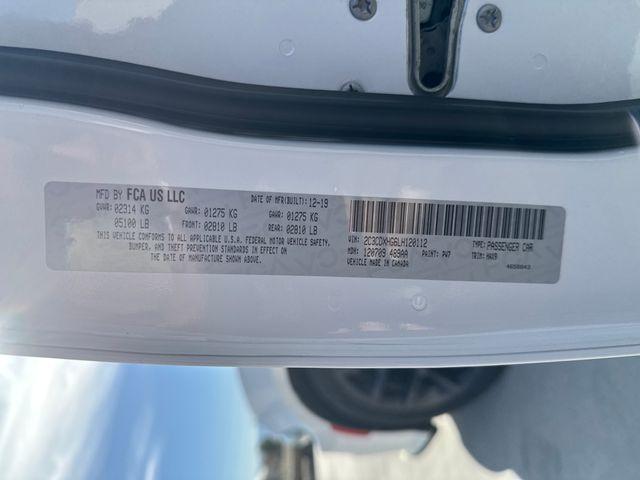 MFD BY FCA US LLC
DATE OF MFR(BUILT): 12-19
GVWR: 02314 KG
05100 LB
GAWR: 01275 KG
FRONT: 02810 LB
GAWR: 01275 KG
REAR: 02810 LB
THIS VEHICLE CONFORMS TO ALL APPLICABLE U.S.A. FEDERAL MOTOR VEHICLE SAFETY,
BUMPER, AND THEFT PREVENTION STANDARDS IN EFFECT ON
THE DATE OF MANUFACTURE SHOWN ABOVE.
VIN: 2C3CDXHG6LH120112
TYPE: PASSENGER CAR
MDH: 120709 489AA
PAINT: PW7
TRIM: HAX9
VEHICLE MADE IN CANADA
4658843